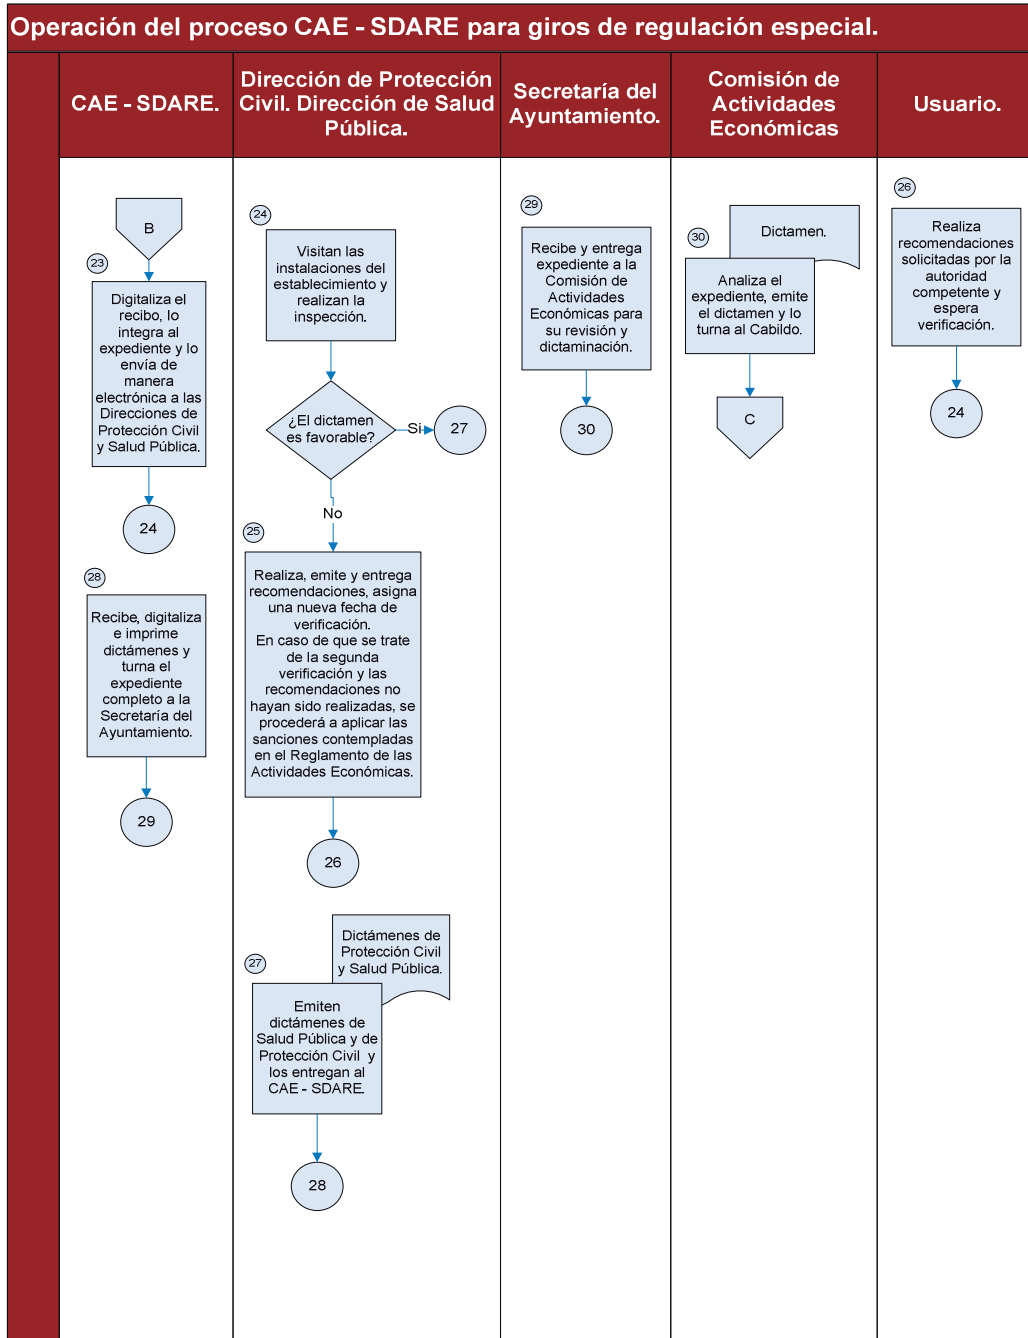 Operación del proceso CAE - SDARE para giros de regulación especial.
CAE - SDARE.
Dirección de Protección
Civil. Dirección de Salud
Pública.
Secretaría del
Ayuntamiento.
Comisión de
Actividades
Económicas
Usuario.
B
23
Digitaliza el
recibo, lo
integra al
expediente y lo
envía de
manera
electrónica a las
Direcciones de
Protección Civil
y Salud Pública.
24
28
Recibe, digitaliza
e imprime
dictámenes y
turna el
expediente
completo a la
Secretaría del
Ayuntamiento.
29
24
Visitan las
instalaciones del
establecimiento y
realizan la
inspección.
¿El dictamen
es favorable?
Si
27
No
25
Realiza, emite y entrega
recomendaciones, asigna
una nueva fecha de
verificación.
En caso de que se trate
de la segunda
verificación y las
recomendaciones no
hayan sido realizadas, se
procederá a aplicar las
sanciones contempladas
en el Reglamento de las
Actividades Económicas.
26
Dictámenes de
Protección Civil
y Salud Pública.
27
Emiten
dictámenes de
Salud Pública y de
Protección Civil y
los entregan al
CAE - SDARE.
28
29
Recibe y entrega
expediente a la
Comisión de
Actividades
Económicas para
su revisión y
dictaminación.
30
Dictamen.
30
Analiza el
expediente, emite
el dictamen y lo
turna al Cabildo.
C
26
Realiza
recomendaciones
solicitadas por la
autoridad
competente y
espera
verificación.
24